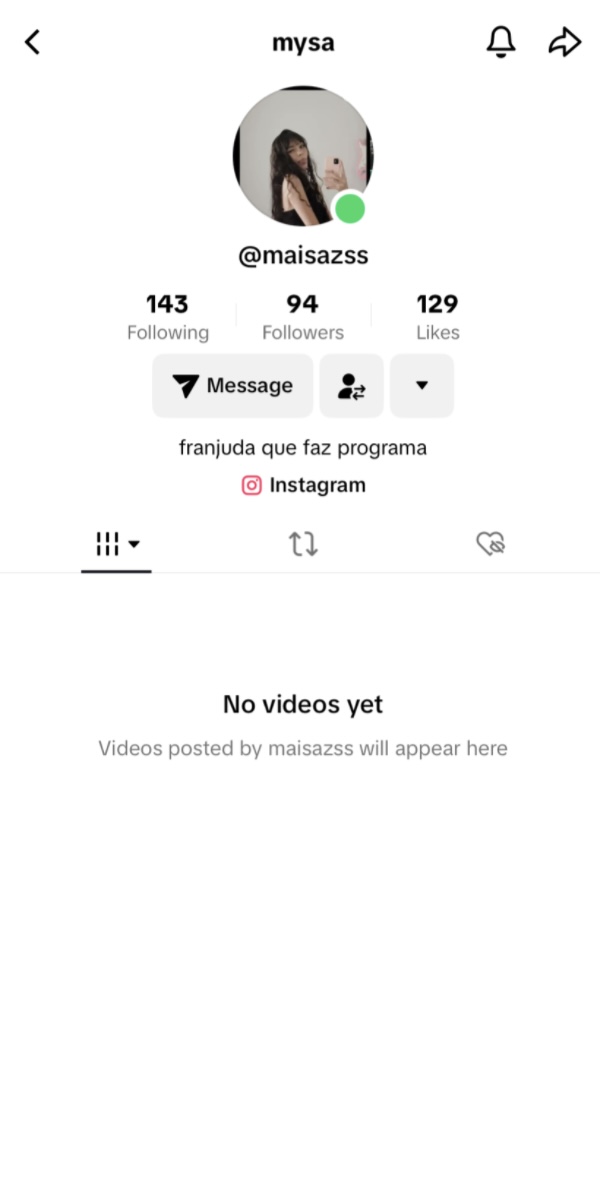 mysa
@maisazss
143 94 129
Following Followers Likes
Message
franjuda que faz programa
Instagram
No videos yet
Videos posted by maisazss will appear here